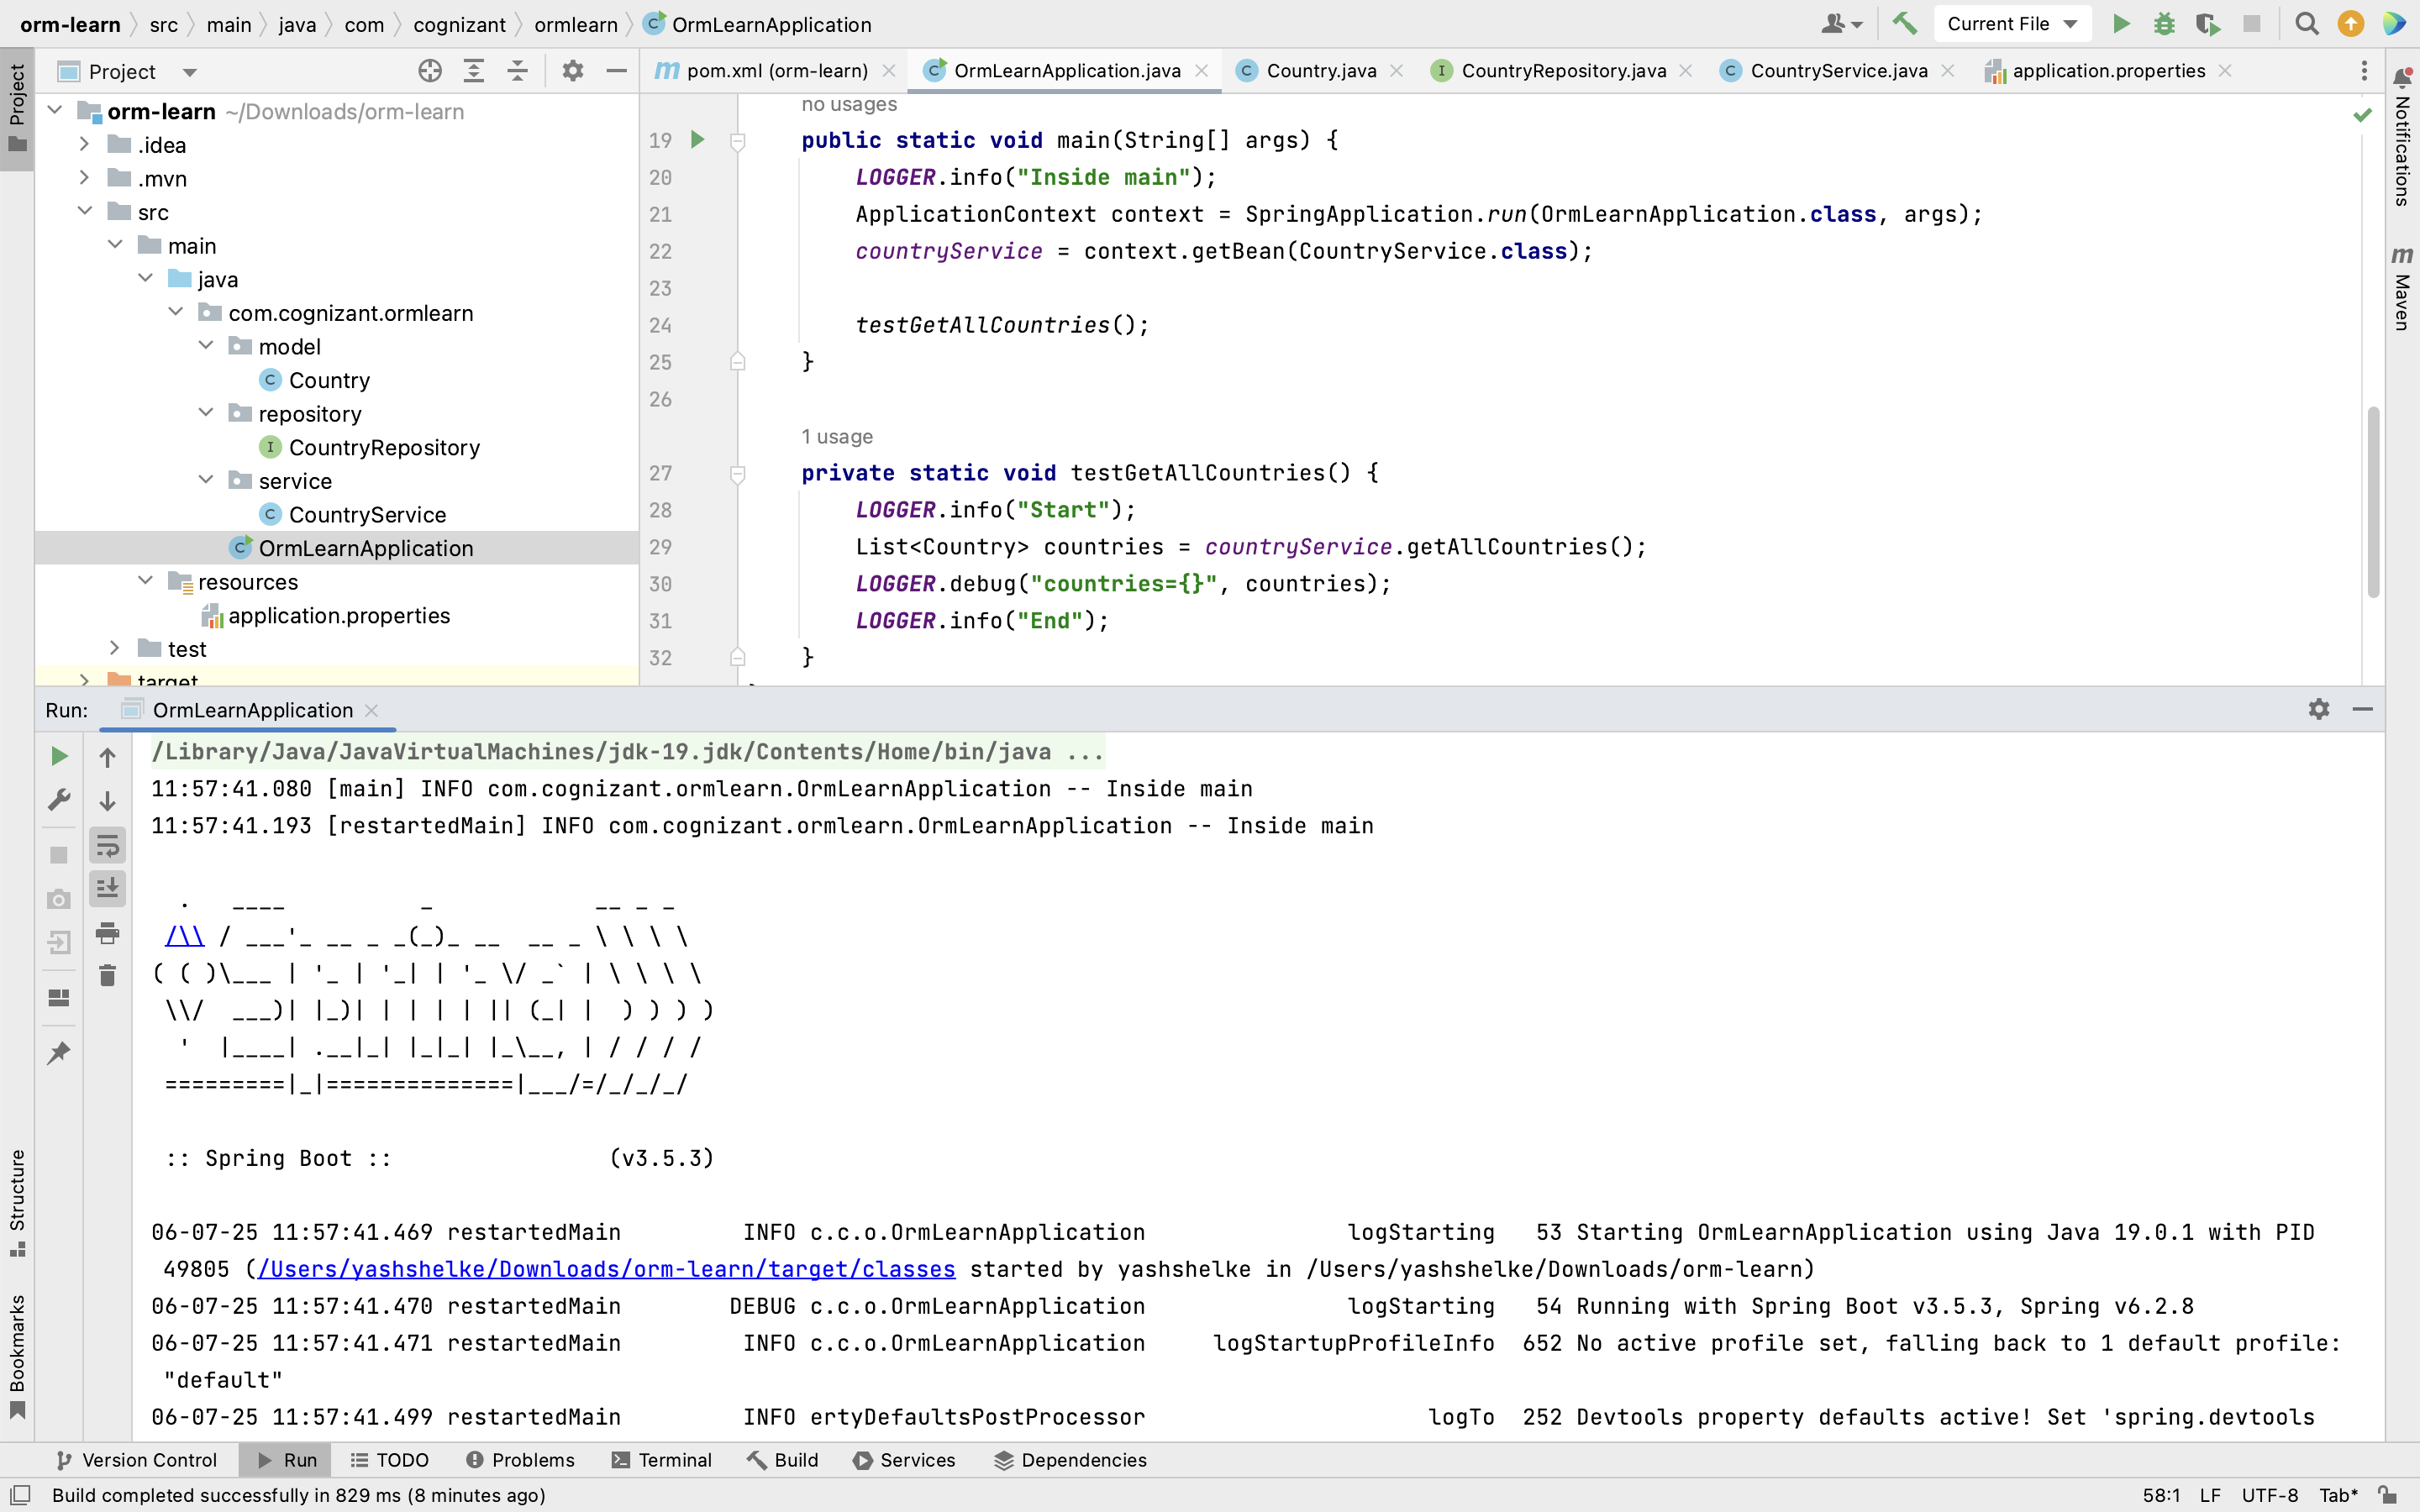 orm-learn src main java com cognizant ormlearn OrmLearnApplication
Current File
Project
pom.xml (orm-learn)
OrmLearnApplication.java
Country.java
CountryRepository.java
CountryService.java
application.properties
Project
orm-learn ~/Downloads/orm-learn
.idea
.mvn
src
main
java
com.cognizant.ormlearn
model
Country
repository
CountryRepository
service
CountryService
OrmLearnApplication
resources
application.properties
test
target
no usages
19 public static void main(String[] args) {
20 LOGGER.info("Inside main");
21 ApplicationContext context = SpringApplication.run(OrmLearnApplication.class, args);
22 countryService = context.getBean(CountryService.class);
23
24 testGetAllCountries();
25 }
26
1 usage
27 private static void testGetAllCountries() {
28 LOGGER.info("Start");
29 List<Country> countries = countryService.getAllCountries();
30 LOGGER.debug("countries={}", countries);
31 LOGGER.info("End");
32 }
Notifications
Maven
Run: OrmLearnApplication
/Library/Java/JavaVirtualMachines/jdk-19.jdk/Contents/Home/bin/java ...
11:57:41.080 [main] INFO com.cognizant.ormlearn.OrmLearnApplication -- Inside main
11:57:41.193 [restartedMain] INFO com.cognizant.ormlearn.OrmLearnApplication -- Inside main
  .   ____          _            __ _ _
 /\\ / ___'_ __ _ _(_)_ __  __ _ \ \ \ \
( ( )\___ | '_ | '_| | '_ \/ _` | \ \ \ \
 \\/  ___)| |_)| | | | | || (_| |  ) ) ) )
  '  |____| .__|_| |_|_| |_\__, | / / / /
 =========|_|==============|___/=/_/_/_/
:: Spring Boot :: (v3.5.3)
06-07-25 11:57:41.469 restartedMain INFO c.c.o.OrmLearnApplication logStarting 53 Starting OrmLearnApplication using Java 19.0.1 with PID
49805 (/Users/yashshelke/Downloads/orm-learn/target/classes started by yashshelke in /Users/yashshelke/Downloads/orm-learn)
06-07-25 11:57:41.470 restartedMain DEBUG c.c.o.OrmLearnApplication logStarting 54 Running with Spring Boot v3.5.3, Spring v6.2.8
06-07-25 11:57:41.471 restartedMain INFO c.c.o.OrmLearnApplication logStartupProfileInfo 652 No active profile set, falling back to 1 default profile:
"default"
06-07-25 11:57:41.499 restartedMain INFO ertyDefaultsPostProcessor logTo 252 Devtools property defaults active! Set 'spring.devtools
Structure
Bookmarks
Version Control Run TODO Problems Terminal Build Services Dependencies
Build completed successfully in 829 ms (8 minutes ago)
58:1 LF UTF-8 Tab*